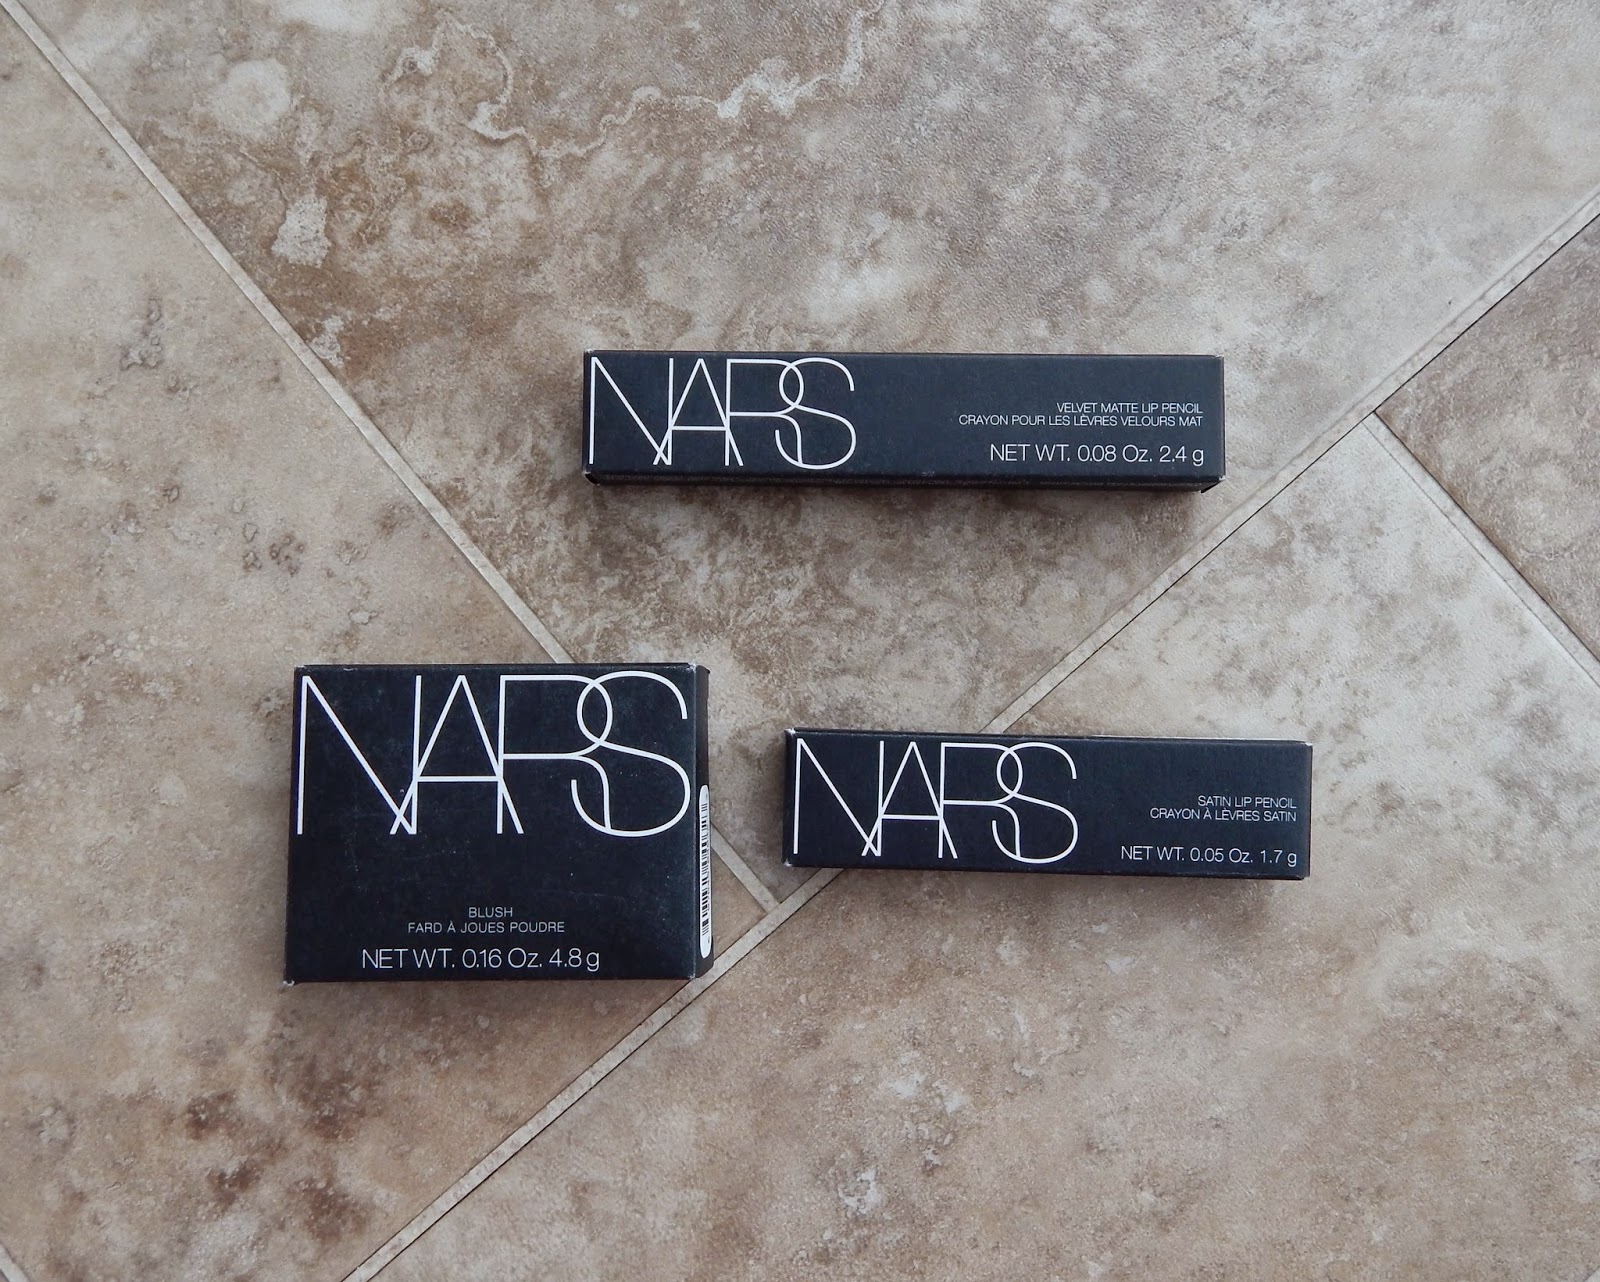 NARS
VELVET MATTE LIP PENCIL
CRAYON POUR LES LÈVRES VELOURS MAT
NET WT. 0.08 Oz. 2.4 g
NARS
BLUSH
FARD À JOUES POUDRE
NET WT. 0.16 Oz. 4.8 g
NARS
SATIN LIP PENCIL
CRAYON À LÈVRES SATIN
NET WT. 0.05 Oz. 1.7 g